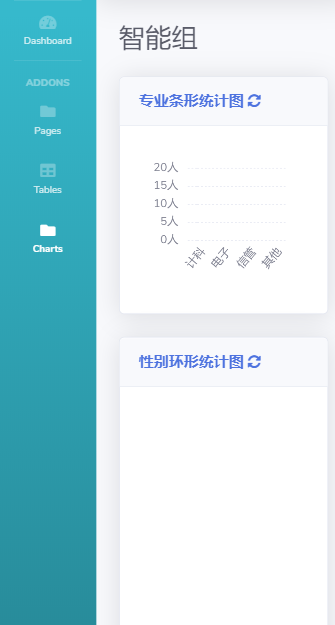 Dashboard
ADDONS
Pages
Tables
Charts
智能组
专业条形统计图
20人
15人
10人
5人
0人
计科 电子 信管 其他
性别环形统计图